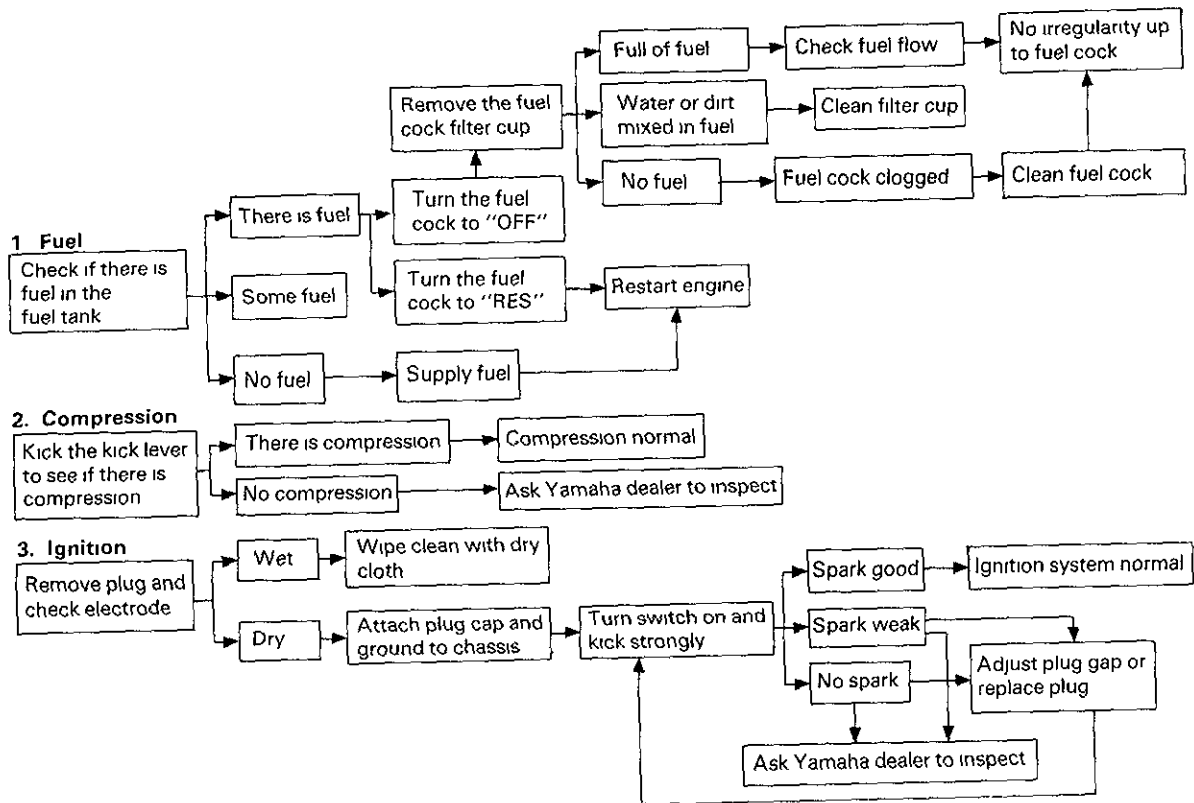 1 Fuel
Check if there is
fuel in the
fuel tank
There is fuel
Some fuel
No fuel
Turn the fuel
cock to "OFF"
Turn the fuel
cock to "RES"
Supply fuel
Restart engine
Remove the fuel
cock filter cup
Full of fuel
Check fuel flow
No irregularity up
to fuel cock
Water or dirt
mixed in fuel
Clean filter cup
No fuel
Fuel cock clogged
Clean fuel cock
2. Compression
Kick the kick lever
to see if there is
compression
There is compression
Compression normal
No compression
Ask Yamaha dealer to inspect
3. Ignition
Remove plug and
check electrode
Wet
Wipe clean with dry
cloth
Dry
Attach plug cap and
ground to chassis
Turn switch on and
kick strongly
Spark good
Ignition system normal
Spark weak
No spark
Adjust plug gap or
replace plug
Ask Yamaha dealer to inspect